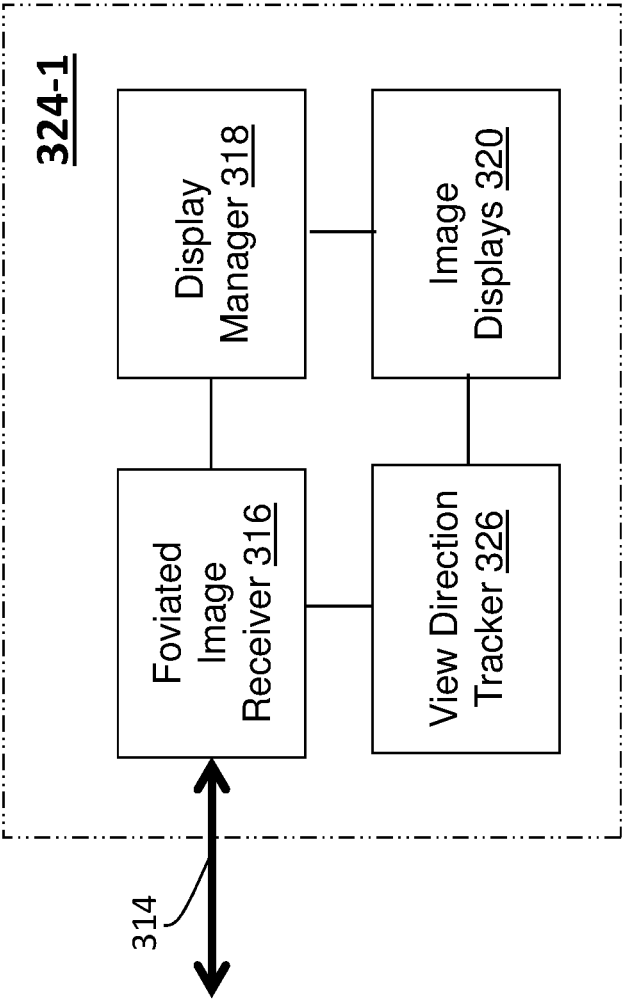 324-1
Foviated
Image
Receiver 316
Display
Manager 318
View Direction
Tracker 326
Image
Displays 320
314